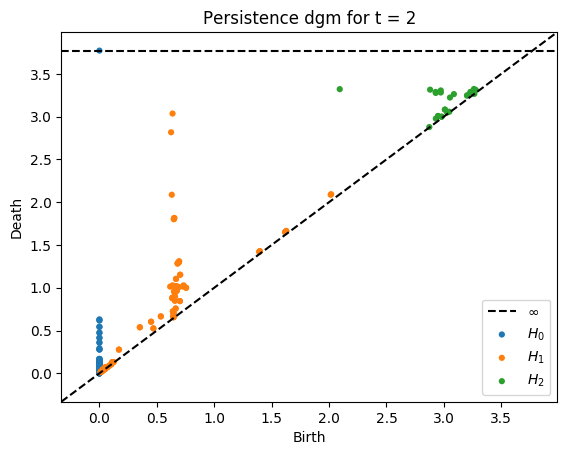 Persistence dgm for t = 2
Death
3.5
3.0
2.5
2.0
1.5
1.0
0.5
0.0
0.0 0.5 1.0 1.5 2.0 2.5 3.0 3.5
Birth
∞
H₀
H₁
H₂